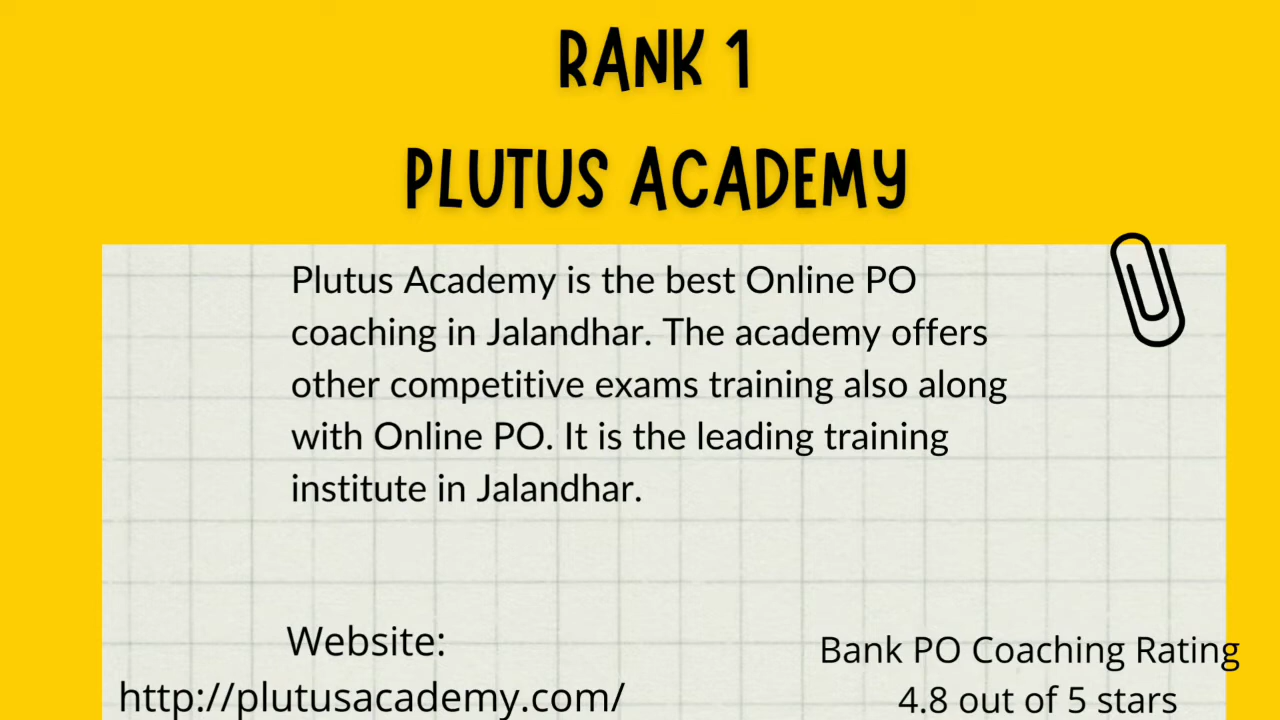 RANK 1
PLUTUS ACADEMY
Plutus Academy is the best Online PO
coaching in Jalandhar. The academy offers
other competitive exams training also along
with Online PO. It is the leading training
institute in Jalandhar.
Website:
http://plutusacademy.com/
Bank PO Coaching Rating
4.8 out of 5 stars